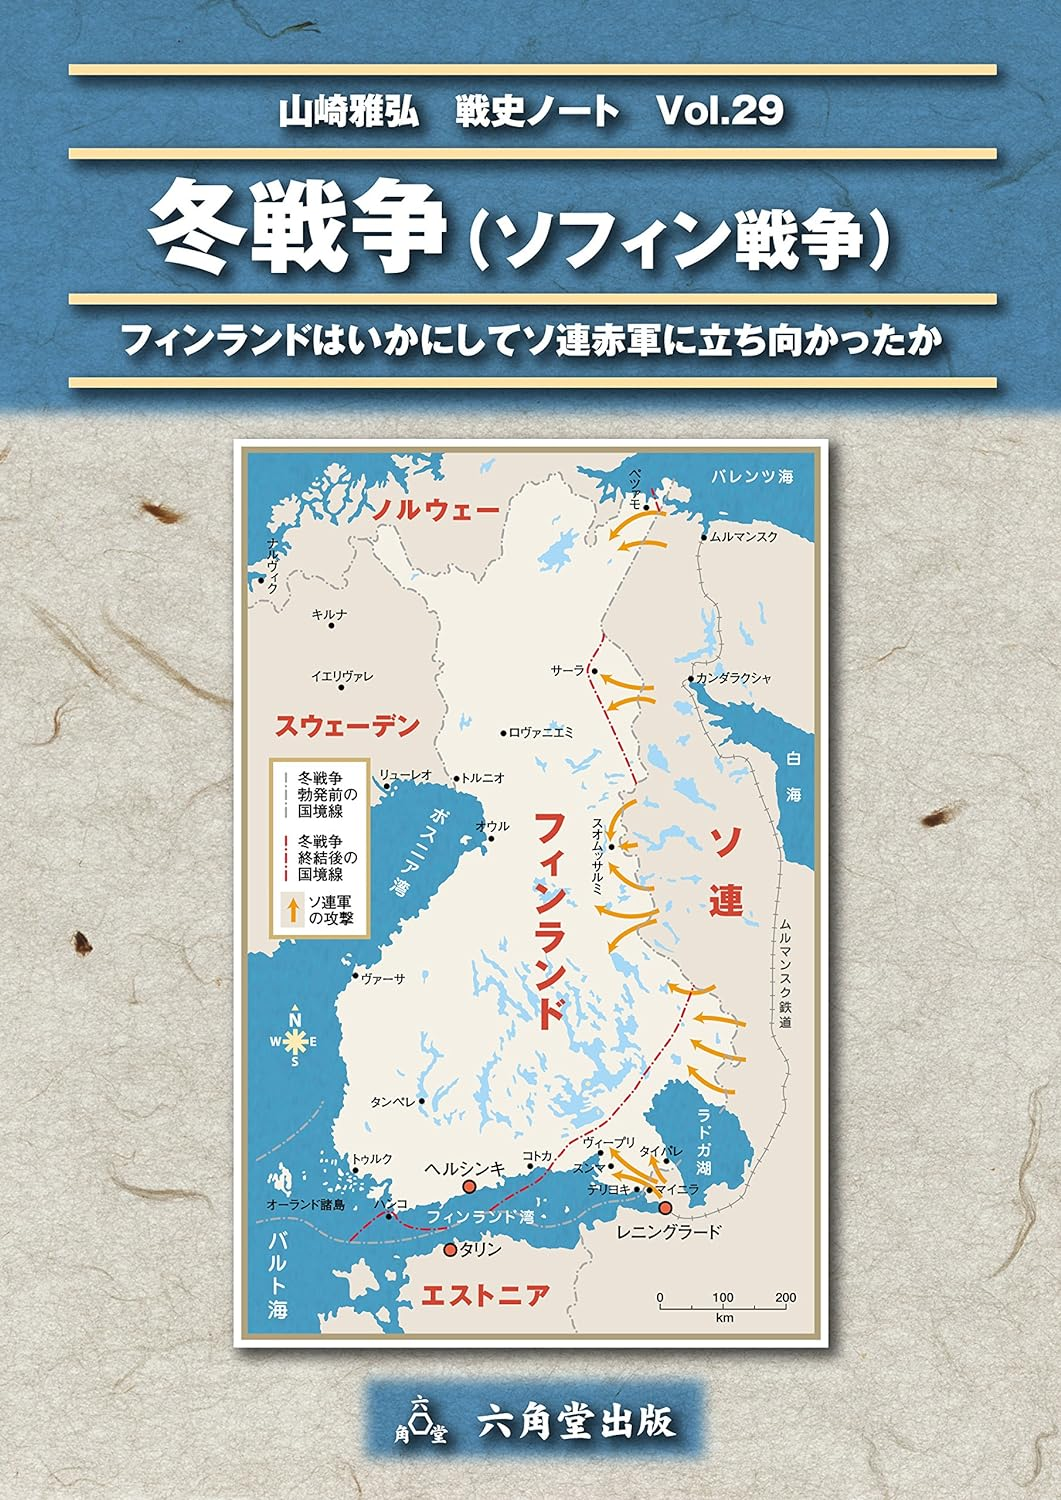 山崎雅弘　戦史ノート　Vol.29
冬戦争（ソフィン戦争）
フィンランドはいかにしてソ連赤軍に立ち向かったか
バレンツ海
ペツァモ
ノルウェー
ムルマンスク
ナルヴィク
キルナ
サーラ
イエリヴァレ
カンダラクシャ
スウェーデン
ロヴァニエミ
白海
冬戦争
勃発前の
国境線
冬戦争
終結後の
国境線
ソ連軍
の攻撃
リューレオ
トルニオ
ボスニア湾
オウル
フィンランド
スオムッサルミ
ソ連
ムルマンスク鉄道
ヴァーサ
N
W E
S
タンペレ
ラドガ湖
ヴィープリ
タイパレ
コトカ
スンマ
トゥルク
ヘルシンキ
テリヨキ
マイニラ
オーランド諸島
ハンコ
フィンランド湾
レニングラード
バルト海
タリン
エストニア
0 100 200
km
六角堂
六角堂出版